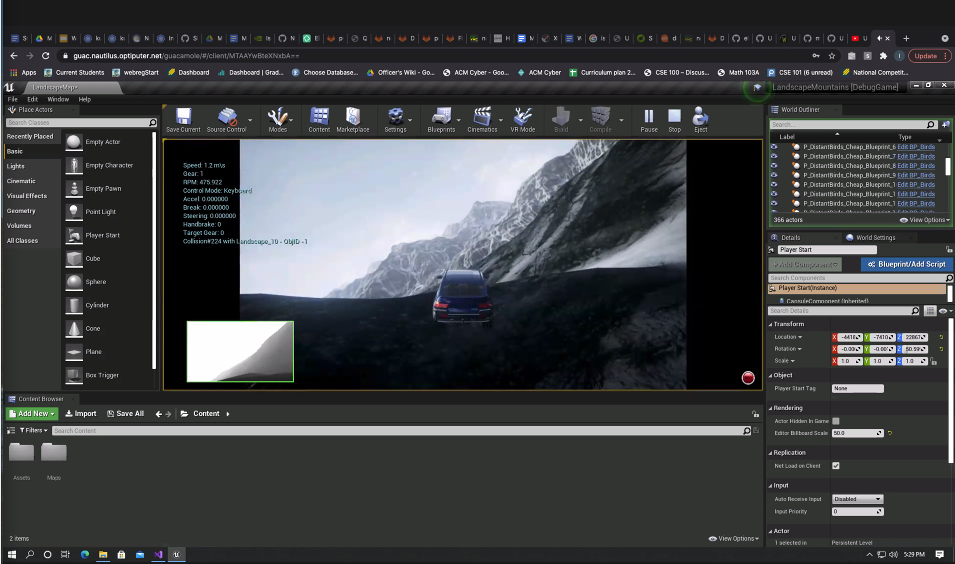 guac.nautilus.optiputer.net/guacamole/#/client/MTAAYwBteXNxbA==
Update
Apps
Current Students
webregStart
Dashboard
Dashboard | Grad...
Choose Database...
Officer's Wiki - Go...
ACM Cyber - Goo...
ACM Cyber
Curriculum plan 2...
CSE 100 – Discus...
Math 103A
CSE 101 (6 unread)
National Competit...
LandscapeMap•
LandscapeMountains [DebugGame]
File Edit Window Help
Place Actors
Search Classes
Recently Placed
Basic
Lights
Cinematic
Visual Effects
Geometry
Volumes
All Classes
Empty Actor
Empty Character
Empty Pawn
Point Light
Player Start
Cube
Sphere
Cylinder
Cone
Plane
Box Trigger
Save Current
Source Control
Modes
Content
Marketplace
Settings
Blueprints
Cinematics
VR Mode
Build
Compile
Pause
Stop
Eject
Speed: 1.2 m\s
Gear: 1
RPM: 475.922
Control Mode: Keyboard
Accel: 0.000000
Break: 0.000000
Steering: 0.000000
Handbrake: 0
Target Gear: 0
Collision#224 with Landscape_10 - ObjID -1
World Outliner
Search...
Label Type
P_DistantBirds_Cheap_Blueprint_6 Edit BP_Birds
P_DistantBirds_Cheap_Blueprint_7 Edit BP_Birds
P_DistantBirds_Cheap_Blueprint_8 Edit BP_Birds
P_DistantBirds_Cheap_Blueprint_9 Edit BP_Birds
P_DistantBirds_Cheap_Blueprint_1 Edit BP_Birds
P_DistantBirds_Cheap_Blueprint_1 Edit BP_Birds
366 actors
View Options
Details
World Settings
Player Start
+Add Component
Blueprint/Add Script
Search Components
Player Start(Instance)
CapsuleComponent (Inherited)
Search Details
Transform
Location X Y Z
Rotation X Y Z
Scale X 1.0 Y 1.0 Z 1.0
Object
Player Start Tag None
Rendering
Actor Hidden In Game
Editor Billboard Scale 50.0
Replication
Net Load on Client
Input
Auto Receive Input Disabled
Input Priority 0
Actor
1 selected in Persistent Level
Content Browser
Add New
Import
Save All
Content
Filters
Search Content
Assets
Maps
2 items
View Options
5:29 PM